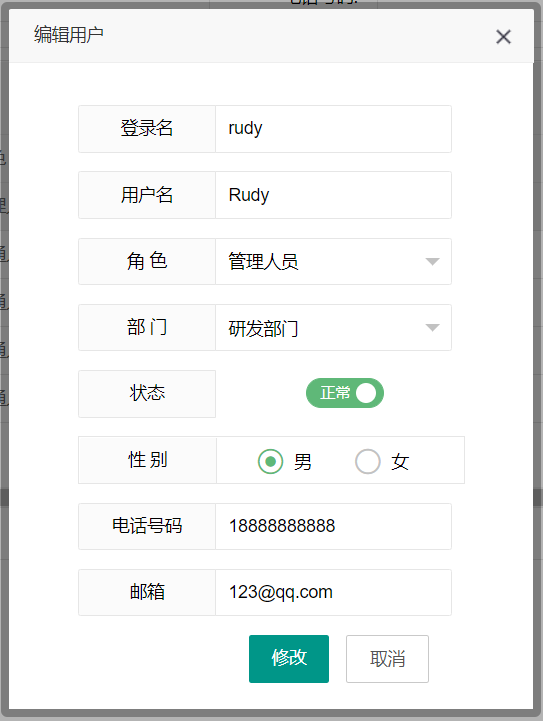 编辑用户
登录名 rudy
用户名 Rudy
角 色 管理人员
部 门 研发部门
状态 正常
性 别 男 女
电话号码 18888888888
邮箱 123@qq.com
修改 取消